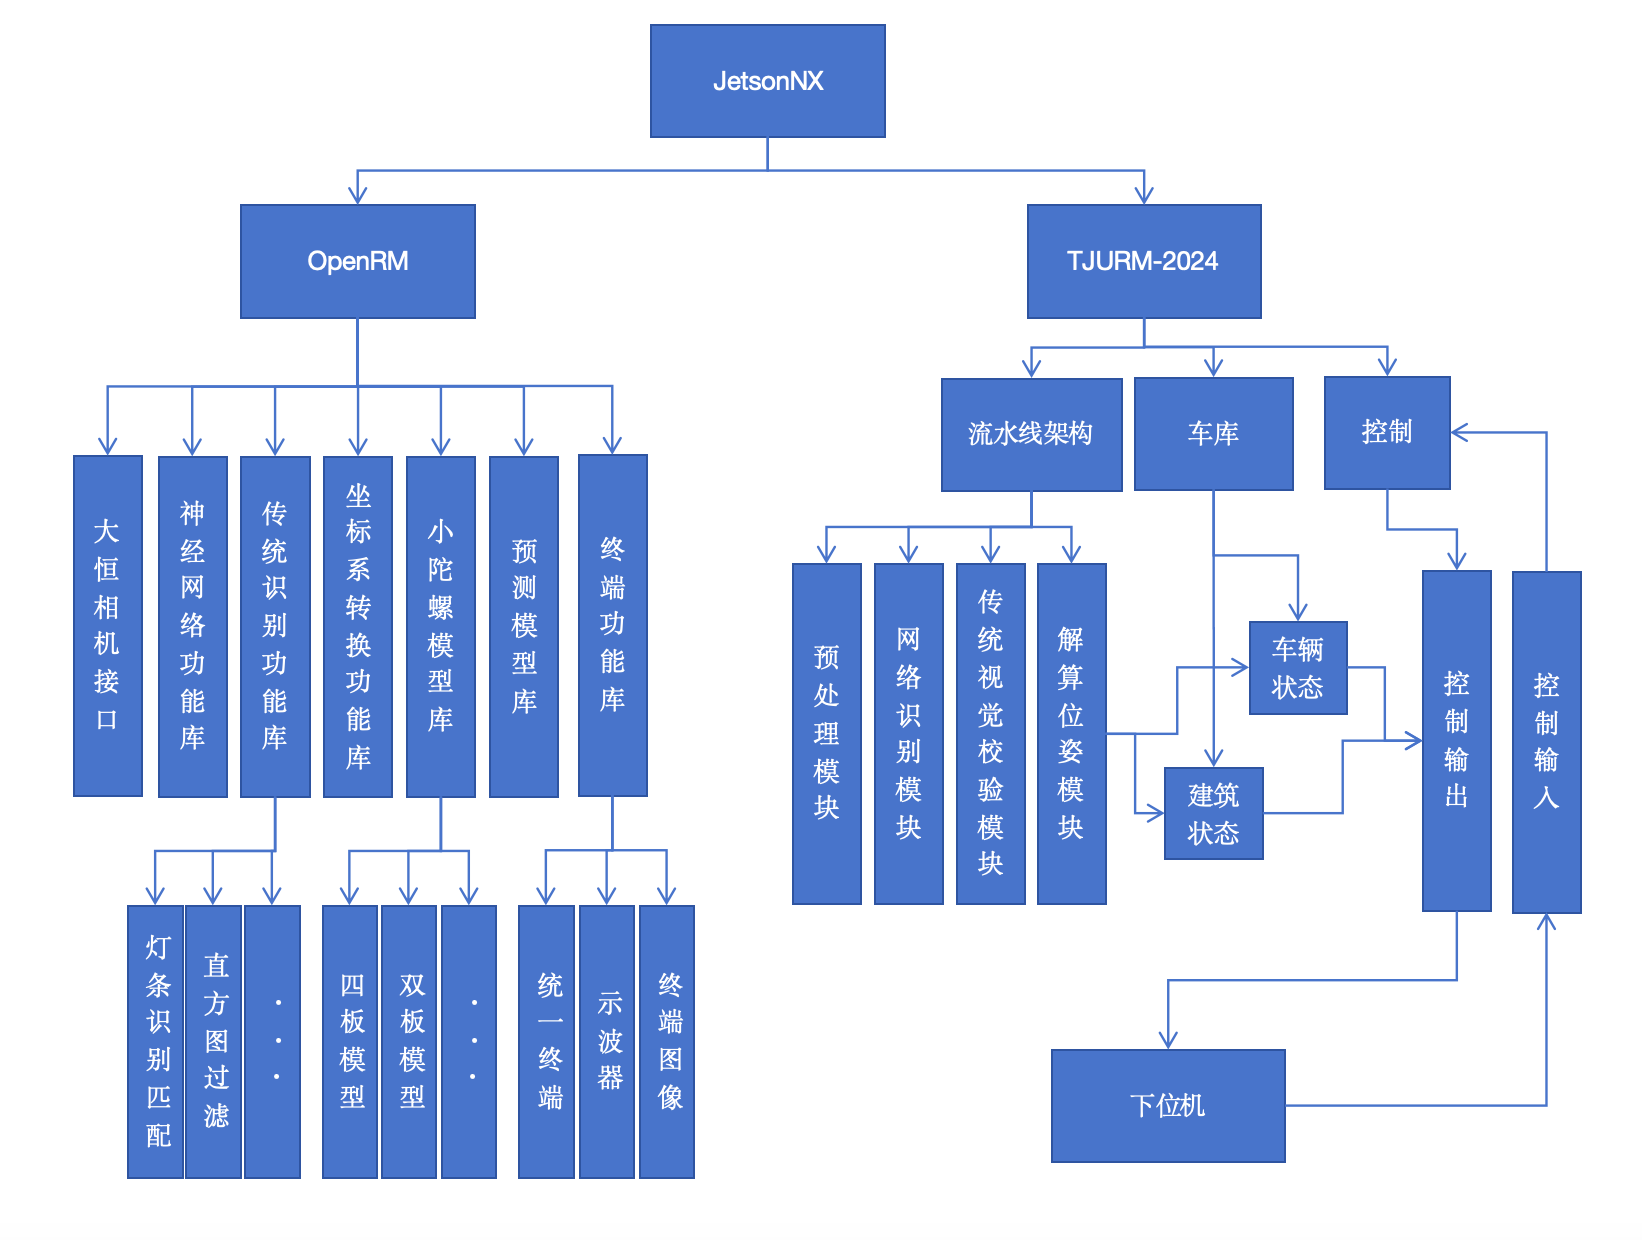 JetsonNX
OpenRM
TJURM-2024
流水线架构
车库
控制
大恒相机接口
神经网络功能库
传统识别功能库
坐标系转换功能库
小陀螺模型库
预测模型库
终端功能库
预处理模块
网络识别模块
传统视觉校验模块
解算位姿模块
车辆
状态
建筑
状态
控制输出
控制输入
灯条识别匹配
直方图过滤
...
四板模型
双板模型
...
统一终端
示波器
终端图像
下位机